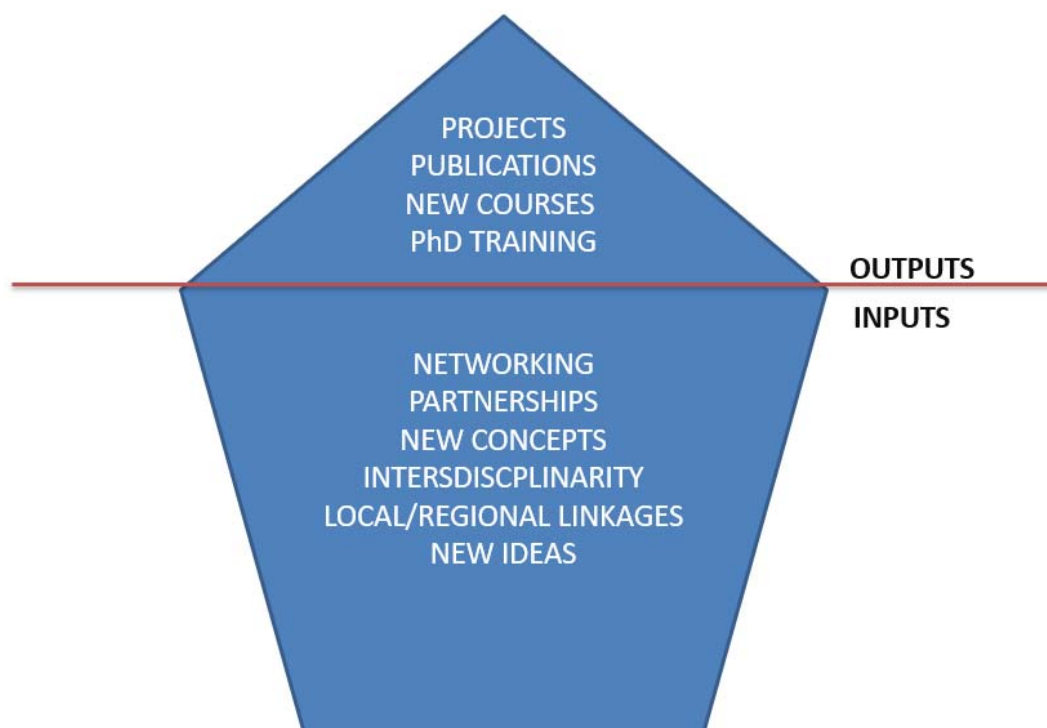 PROJECTS
PUBLICATIONS
NEW COURSES
PhD TRAINING
OUTPUTS
INPUTS
NETWORKING
PARTNERSHIPS
NEW CONCEPTS
INTERSDISCPLINARITY
LOCAL/REGIONAL LINKAGES
NEW IDEAS